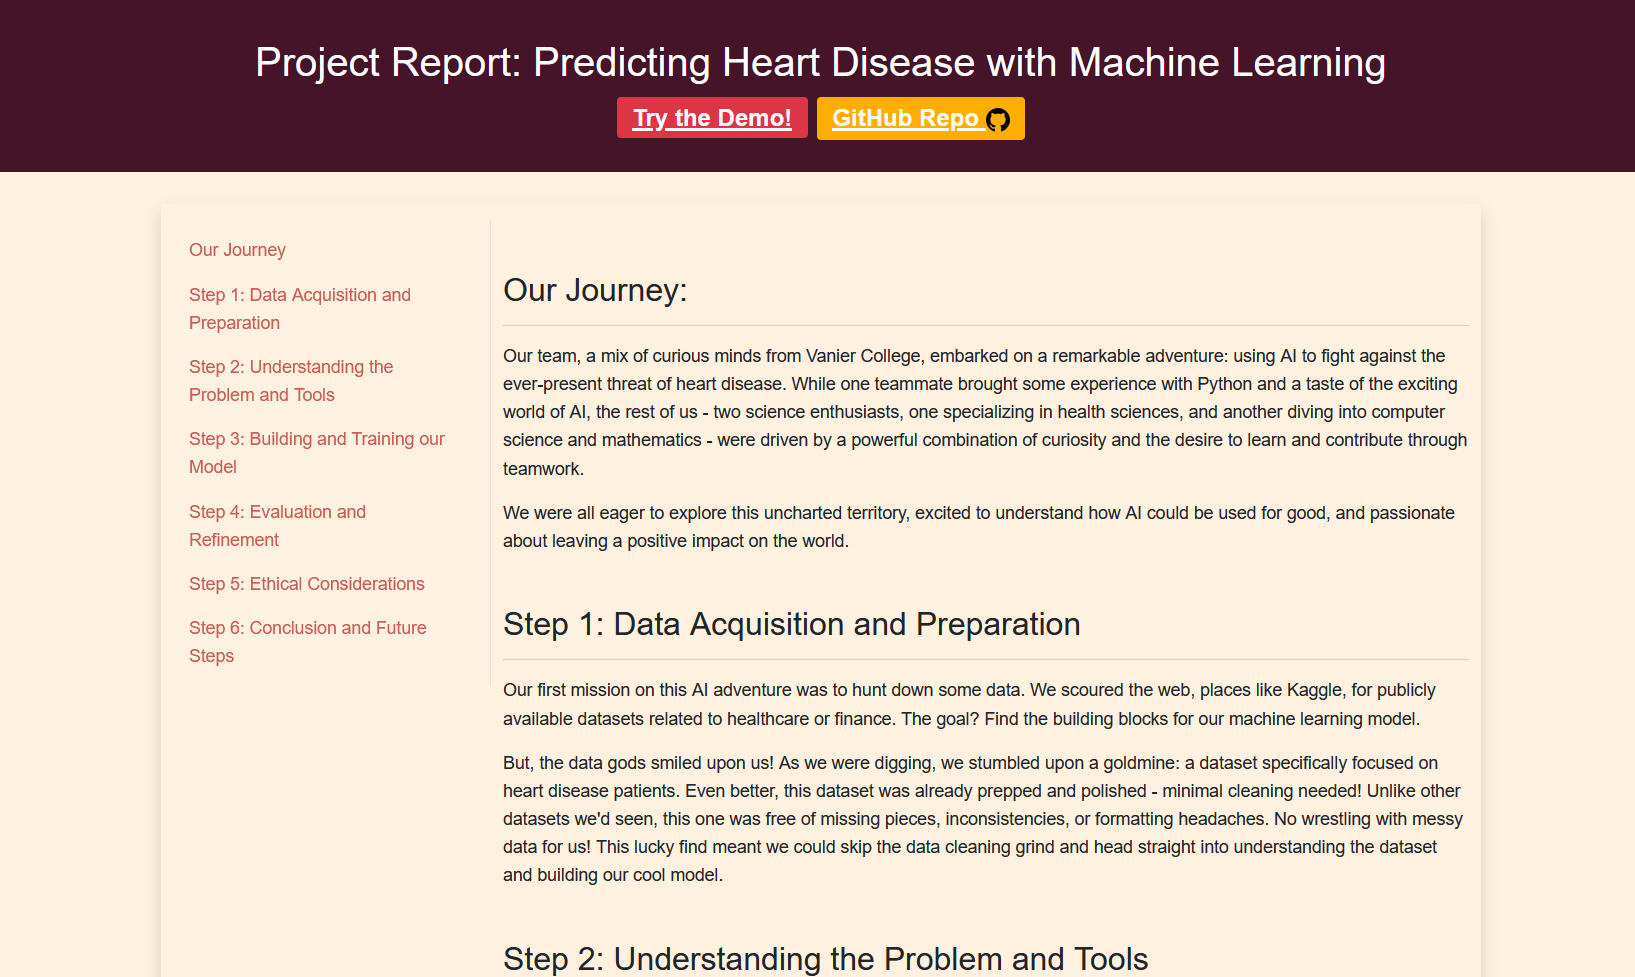 Project Report: Predicting Heart Disease with Machine Learning
Try the Demo!
GitHub Repo
Our Journey
Step 1: Data Acquisition and
Preparation
Step 2: Understanding the
Problem and Tools
Step 3: Building and Training our
Model
Step 4: Evaluation and
Refinement
Step 5: Ethical Considerations
Step 6: Conclusion and Future
Steps
Our Journey:
Our team, a mix of curious minds from Vanier College, embarked on a remarkable adventure: using AI to fight against the
ever-present threat of heart disease. While one teammate brought some experience with Python and a taste of the exciting
world of AI, the rest of us - two science enthusiasts, one specializing in health sciences, and another diving into computer
science and mathematics - were driven by a powerful combination of curiosity and the desire to learn and contribute through
teamwork.
We were all eager to explore this uncharted territory, excited to understand how AI could be used for good, and passionate
about leaving a positive impact on the world.
Step 1: Data Acquisition and Preparation
Our first mission on this AI adventure was to hunt down some data. We scoured the web, places like Kaggle, for publicly
available datasets related to healthcare or finance. The goal? Find the building blocks for our machine learning model.
But, the data gods smiled upon us! As we were digging, we stumbled upon a goldmine: a dataset specifically focused on
heart disease patients. Even better, this dataset was already prepped and polished - minimal cleaning needed! Unlike other
datasets we'd seen, this one was free of missing pieces, inconsistencies, or formatting headaches. No wrestling with messy
data for us! This lucky find meant we could skip the data cleaning grind and head straight into understanding the dataset
and building our cool model.
Step 2: Understanding the Problem and Tools